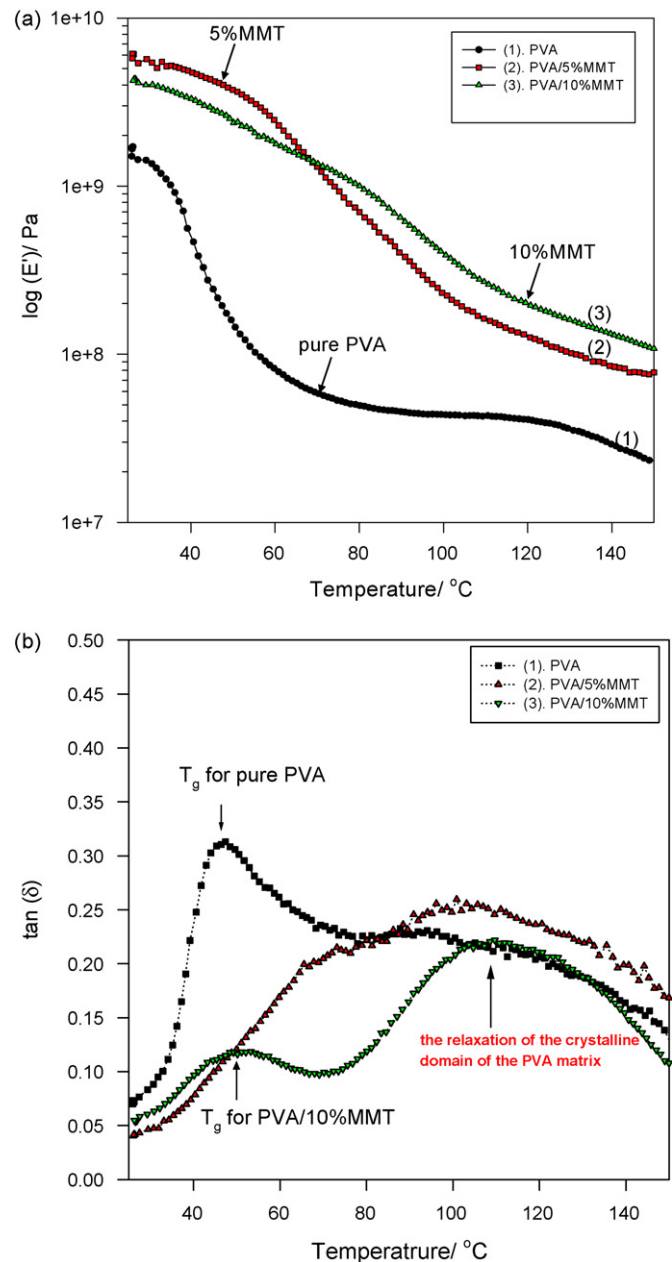 (a)
1e+10
1e+9
1e+8
1e+7
log (E')/ Pa
5%MMT
(1). PVA
(2). PVA/5%MMT
(3). PVA/10%MMT
10%MMT
pure PVA
(3)
(2)
(1)
40 60 80 100 120 140
Temperature/ °C
(b)
0.50
0.45
0.40
0.35
0.30
0.25
0.20
0.15
0.10
0.05
0.00
tan (δ)
(1). PVA
(2). PVA/5%MMT
(3). PVA/10%MMT
Tg for pure PVA
the relaxation of the crystalline
domain of the PVA matrix
Tg for PVA/10%MMT
40 60 80 100 120 140
Temperatrure/ °C